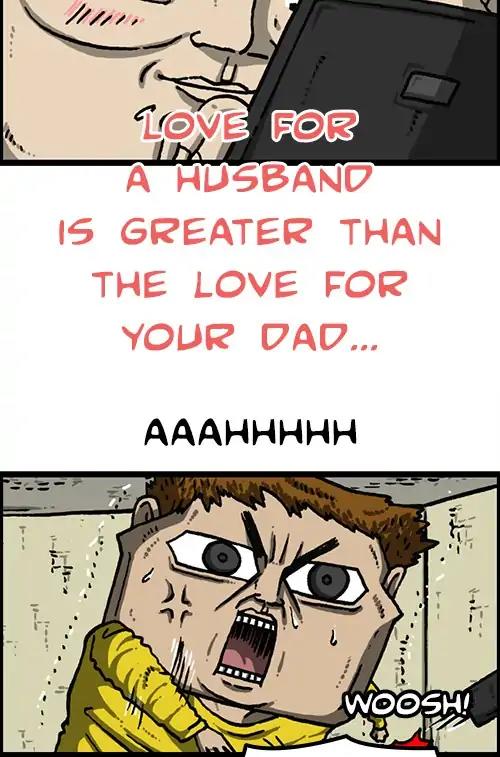 LOVE FOR
A HUSBAND
IS GREATER THAN
THE LOVE FOR
YOUR DAD...
AAAHHHHH
WOOSH!